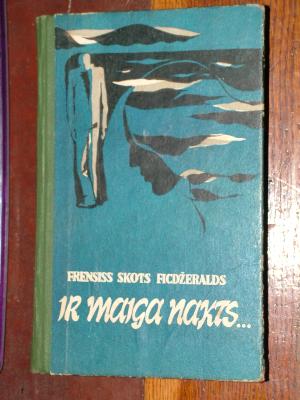 FRENSISS SKOTS FICDŽERALDS
IR MAIGA NAKTS...